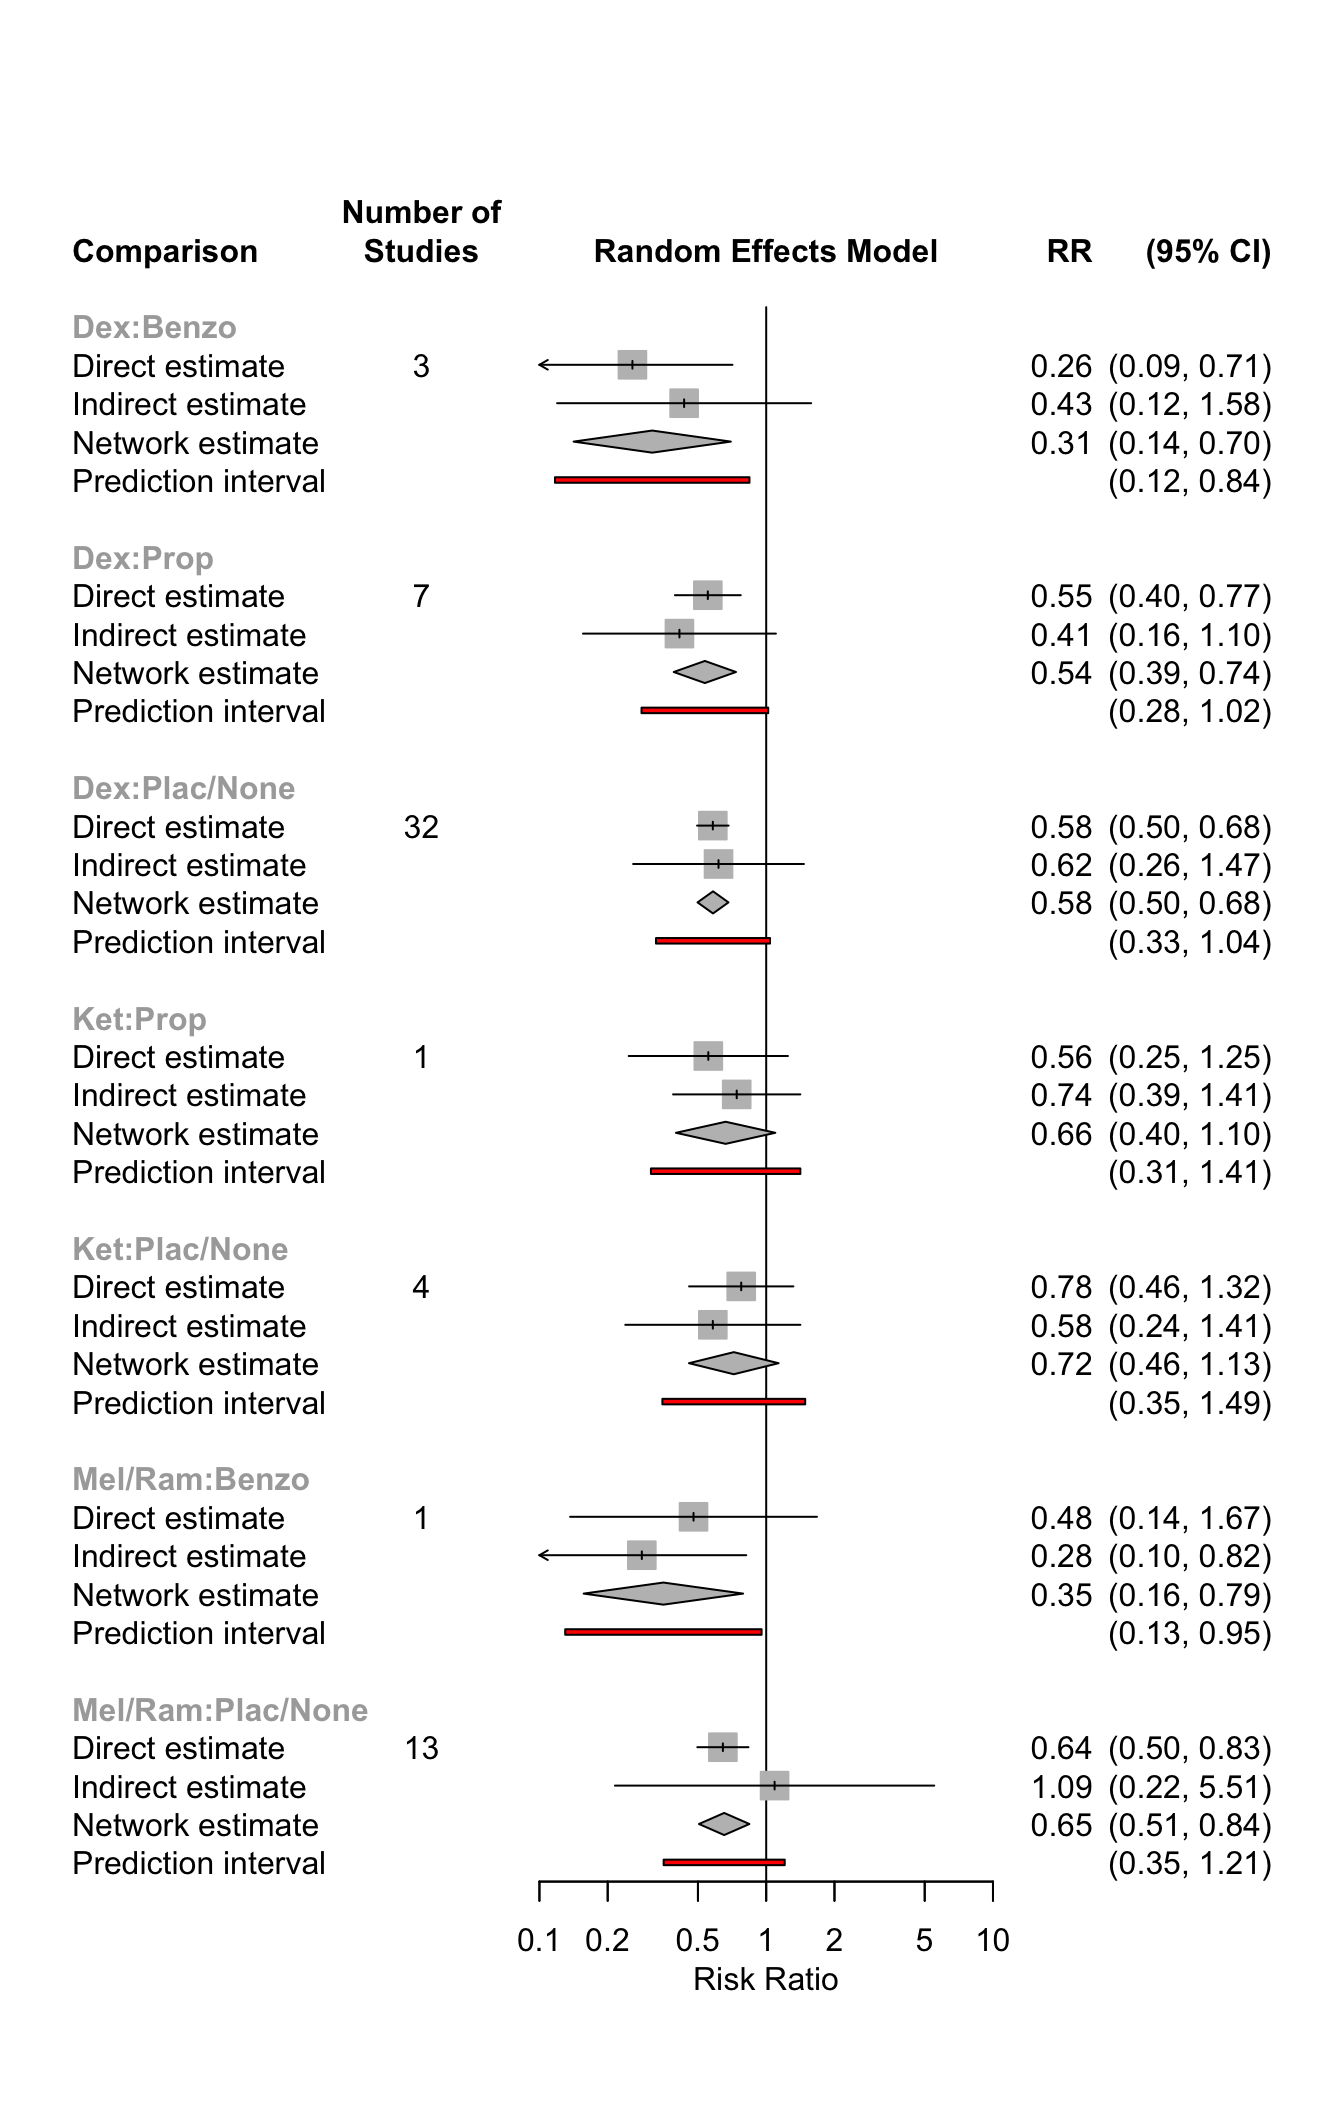 Number of
Comparison Studies Random Effects Model RR (95% CI)
Dex:Benzo
Direct estimate 3 0.26 (0.09, 0.71)
Indirect estimate 0.43 (0.12, 1.58)
Network estimate 0.31 (0.14, 0.70)
Prediction interval (0.12, 0.84)
Dex:Prop
Direct estimate 7 0.55 (0.40, 0.77)
Indirect estimate 0.41 (0.16, 1.10)
Network estimate 0.54 (0.39, 0.74)
Prediction interval (0.28, 1.02)
Dex:Plac/None
Direct estimate 32 0.58 (0.50, 0.68)
Indirect estimate 0.62 (0.26, 1.47)
Network estimate 0.58 (0.50, 0.68)
Prediction interval (0.33, 1.04)
Ket:Prop
Direct estimate 1 0.56 (0.25, 1.25)
Indirect estimate 0.74 (0.39, 1.41)
Network estimate 0.66 (0.40, 1.10)
Prediction interval (0.31, 1.41)
Ket:Plac/None
Direct estimate 4 0.78 (0.46, 1.32)
Indirect estimate 0.58 (0.24, 1.41)
Network estimate 0.72 (0.46, 1.13)
Prediction interval (0.35, 1.49)
Mel/Ram:Benzo
Direct estimate 1 0.48 (0.14, 1.67)
Indirect estimate 0.28 (0.10, 0.82)
Network estimate 0.35 (0.16, 0.79)
Prediction interval (0.13, 0.95)
Mel/Ram:Plac/None
Direct estimate 13 0.64 (0.50, 0.83)
Indirect estimate 1.09 (0.22, 5.51)
Network estimate 0.65 (0.51, 0.84)
Prediction interval (0.35, 1.21)
0.1 0.2 0.5 1 2 5 10
Risk Ratio